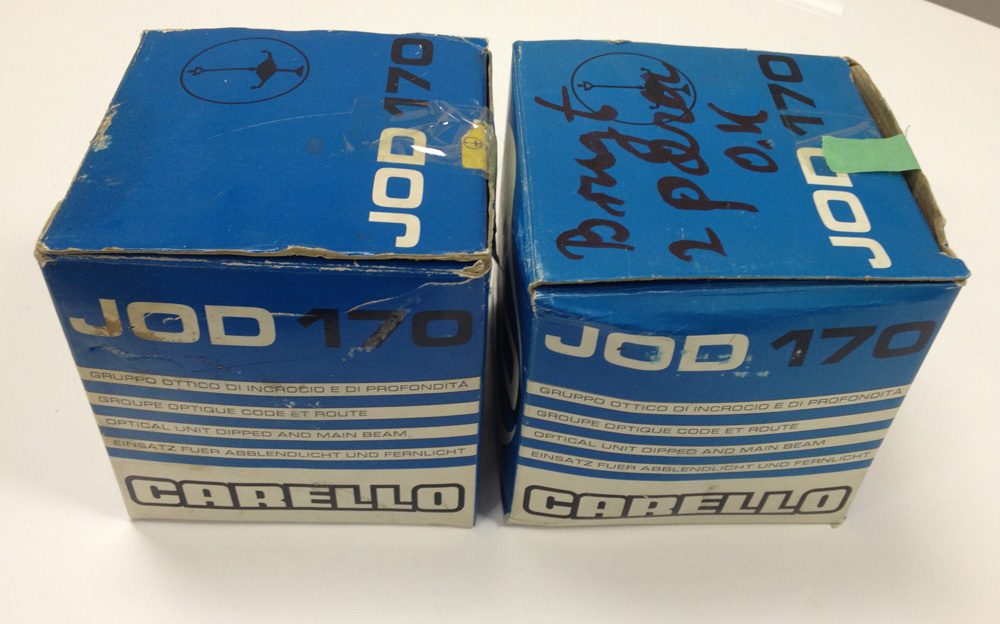 JOD 170
JOD 170
GRUPPO OTTICO DI INCROCIO E DI PROFONDITÀ
GROUPE OPTIQUE CODE ET ROUTE
OPTICAL UNIT DIPPED AND MAIN BEAM
EINSATZ FUER ABBLENDLICHT UND FERNLICHT
CARELLO
JOD 170
2
O.K
JOD 170
GRUPPO OTTICO DI INCROCIO E DI PROFONDITÀ
GROUPE OPTIQUE CODE ET ROUTE
OPTICAL UNIT DIPPED AND MAIN BEAM
EINSATZ FUER ABBLENDLICHT UND FERNLICHT
CARELLO